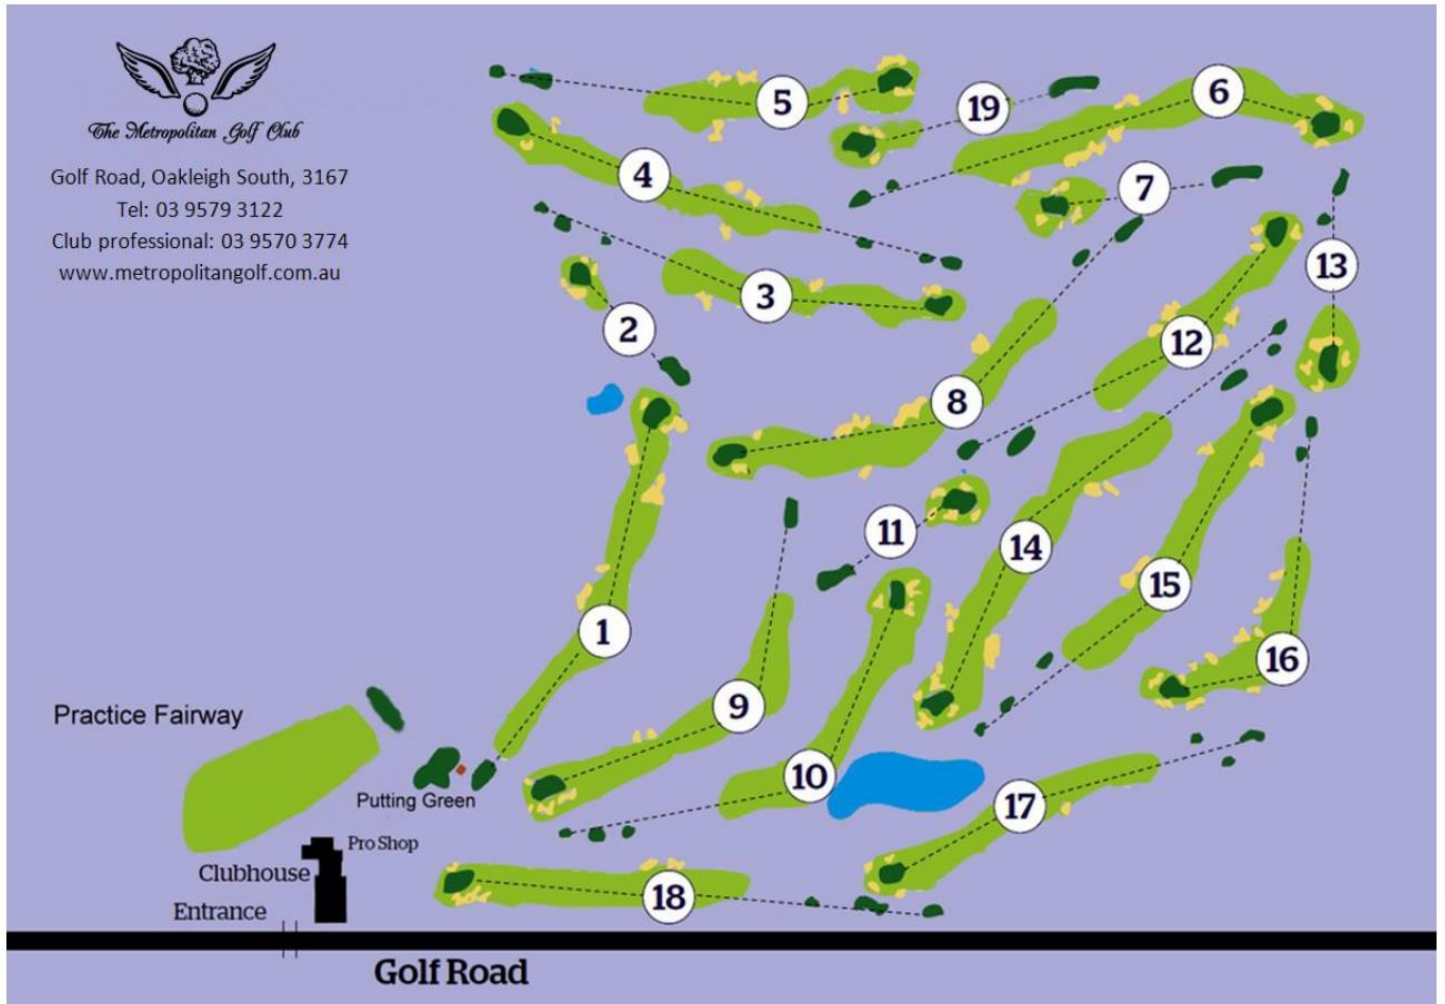 The Metropolitan Golf Club
Golf Road, Oakleigh South, 3167
Tel: 03 9579 3122
Club professional: 03 9570 3774
www.metropolitangolf.com.au
5
19
6
4
7
13
3
2
12
8
11
14
15
1
16
9
10
17
Practice Fairway
Putting Green
Pro Shop
Clubhouse
18
Entrance
Golf Road